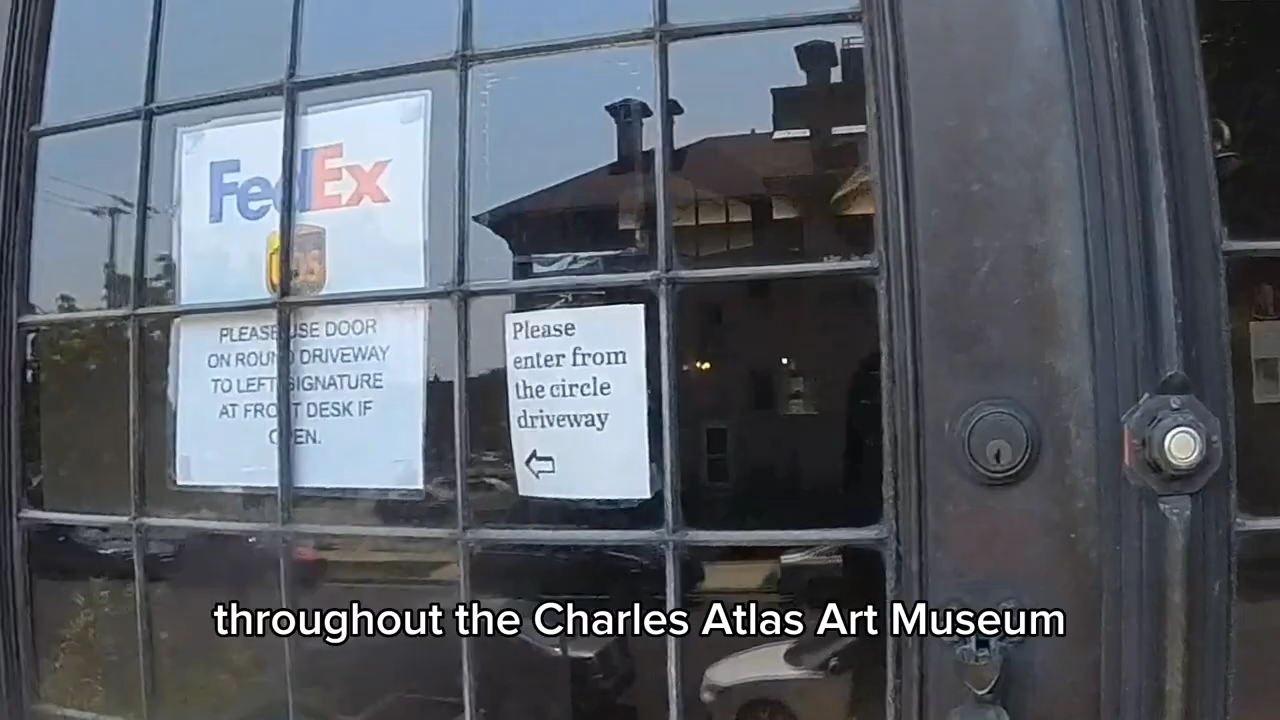 FedEx
ups
PLEASE USE DOOR
ON ROUND DRIVEWAY
TO LEFT SIGNATURE
AT FRONT DESK IF
OPEN.
Please
enter from
the circle
driveway
throughout the Charles Atlas Art Museum